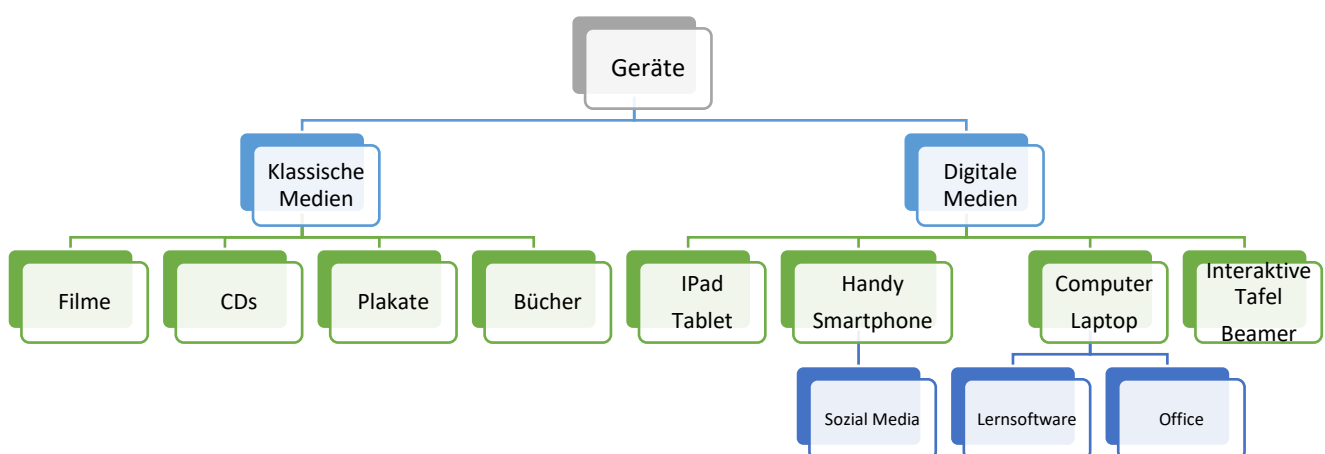 Geräte
Klassische
Medien
Digitale
Medien
Filme
CDs
Plakate
Bücher
IPad
Tablet
Handy
Smartphone
Computer
Laptop
Interaktive
Tafel
Beamer
Sozial Media
Lernsoftware
Office